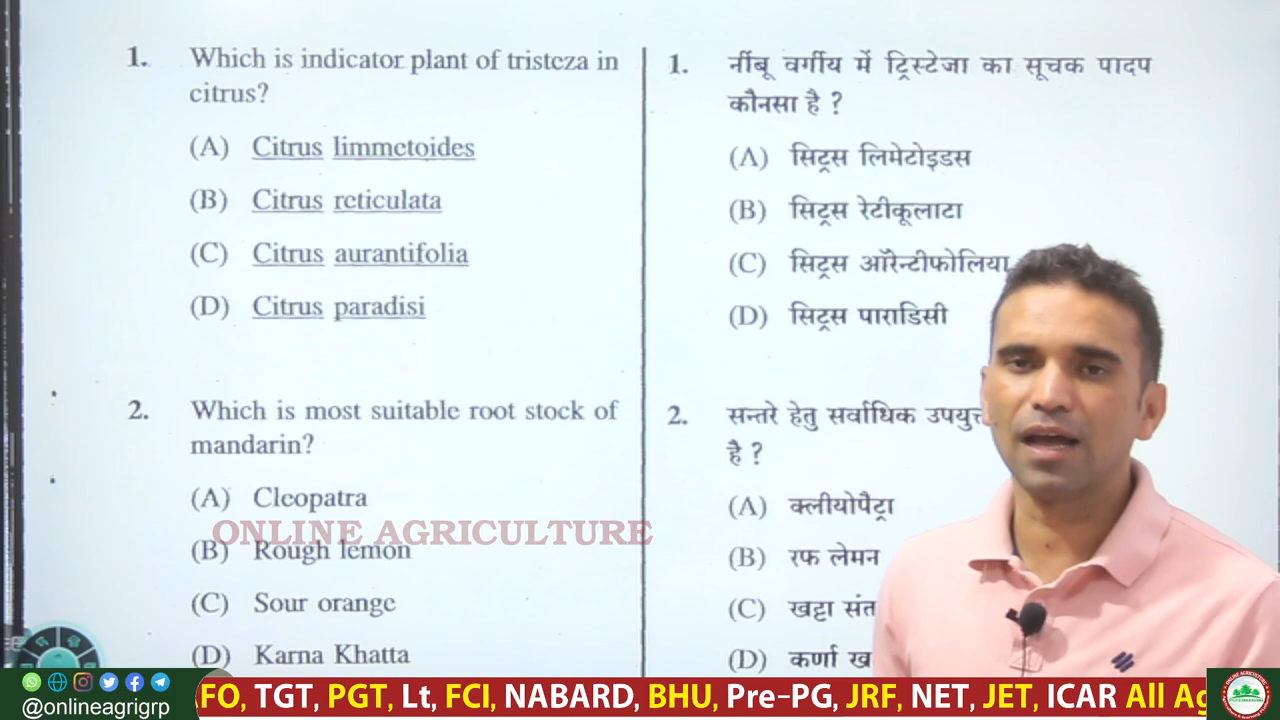 1. Which is indicator plant of tristeza in
citrus?
(A) Citrus limmetoides
(B) Citrus reticulata
(C) Citrus aurantifolia
(D) Citrus paradisi
2. Which is most suitable root stock of
mandarin?
(A) Cleopatra
ONLINE AGRICULTURE
(B) Rough lemon
(C) Sour orange
(D) Karna Khatta
1. नींबू वर्गीय में ट्रिस्टेजा का सूचक पादप
कौनसा है ?
(A) सिट्रस लिमेटोइडस
(B) सिट्रस रेटीकूलाटा
(C) सिट्रस ऑरेन्टीफोलिया
(D) सिट्रस पाराडिसी
2. सन्तरे हेतु सर्वाधिक
है ?
(A) क्लीयोपैट्रा
(B) रफ लेमन
(C) खट्टा
(D) कर्णा
@onlineagrigrp
FO, TGT, PGT, Lt, FCI, NABARD, BHU, Pre-PG, JRF, NET, JET, ICAR All